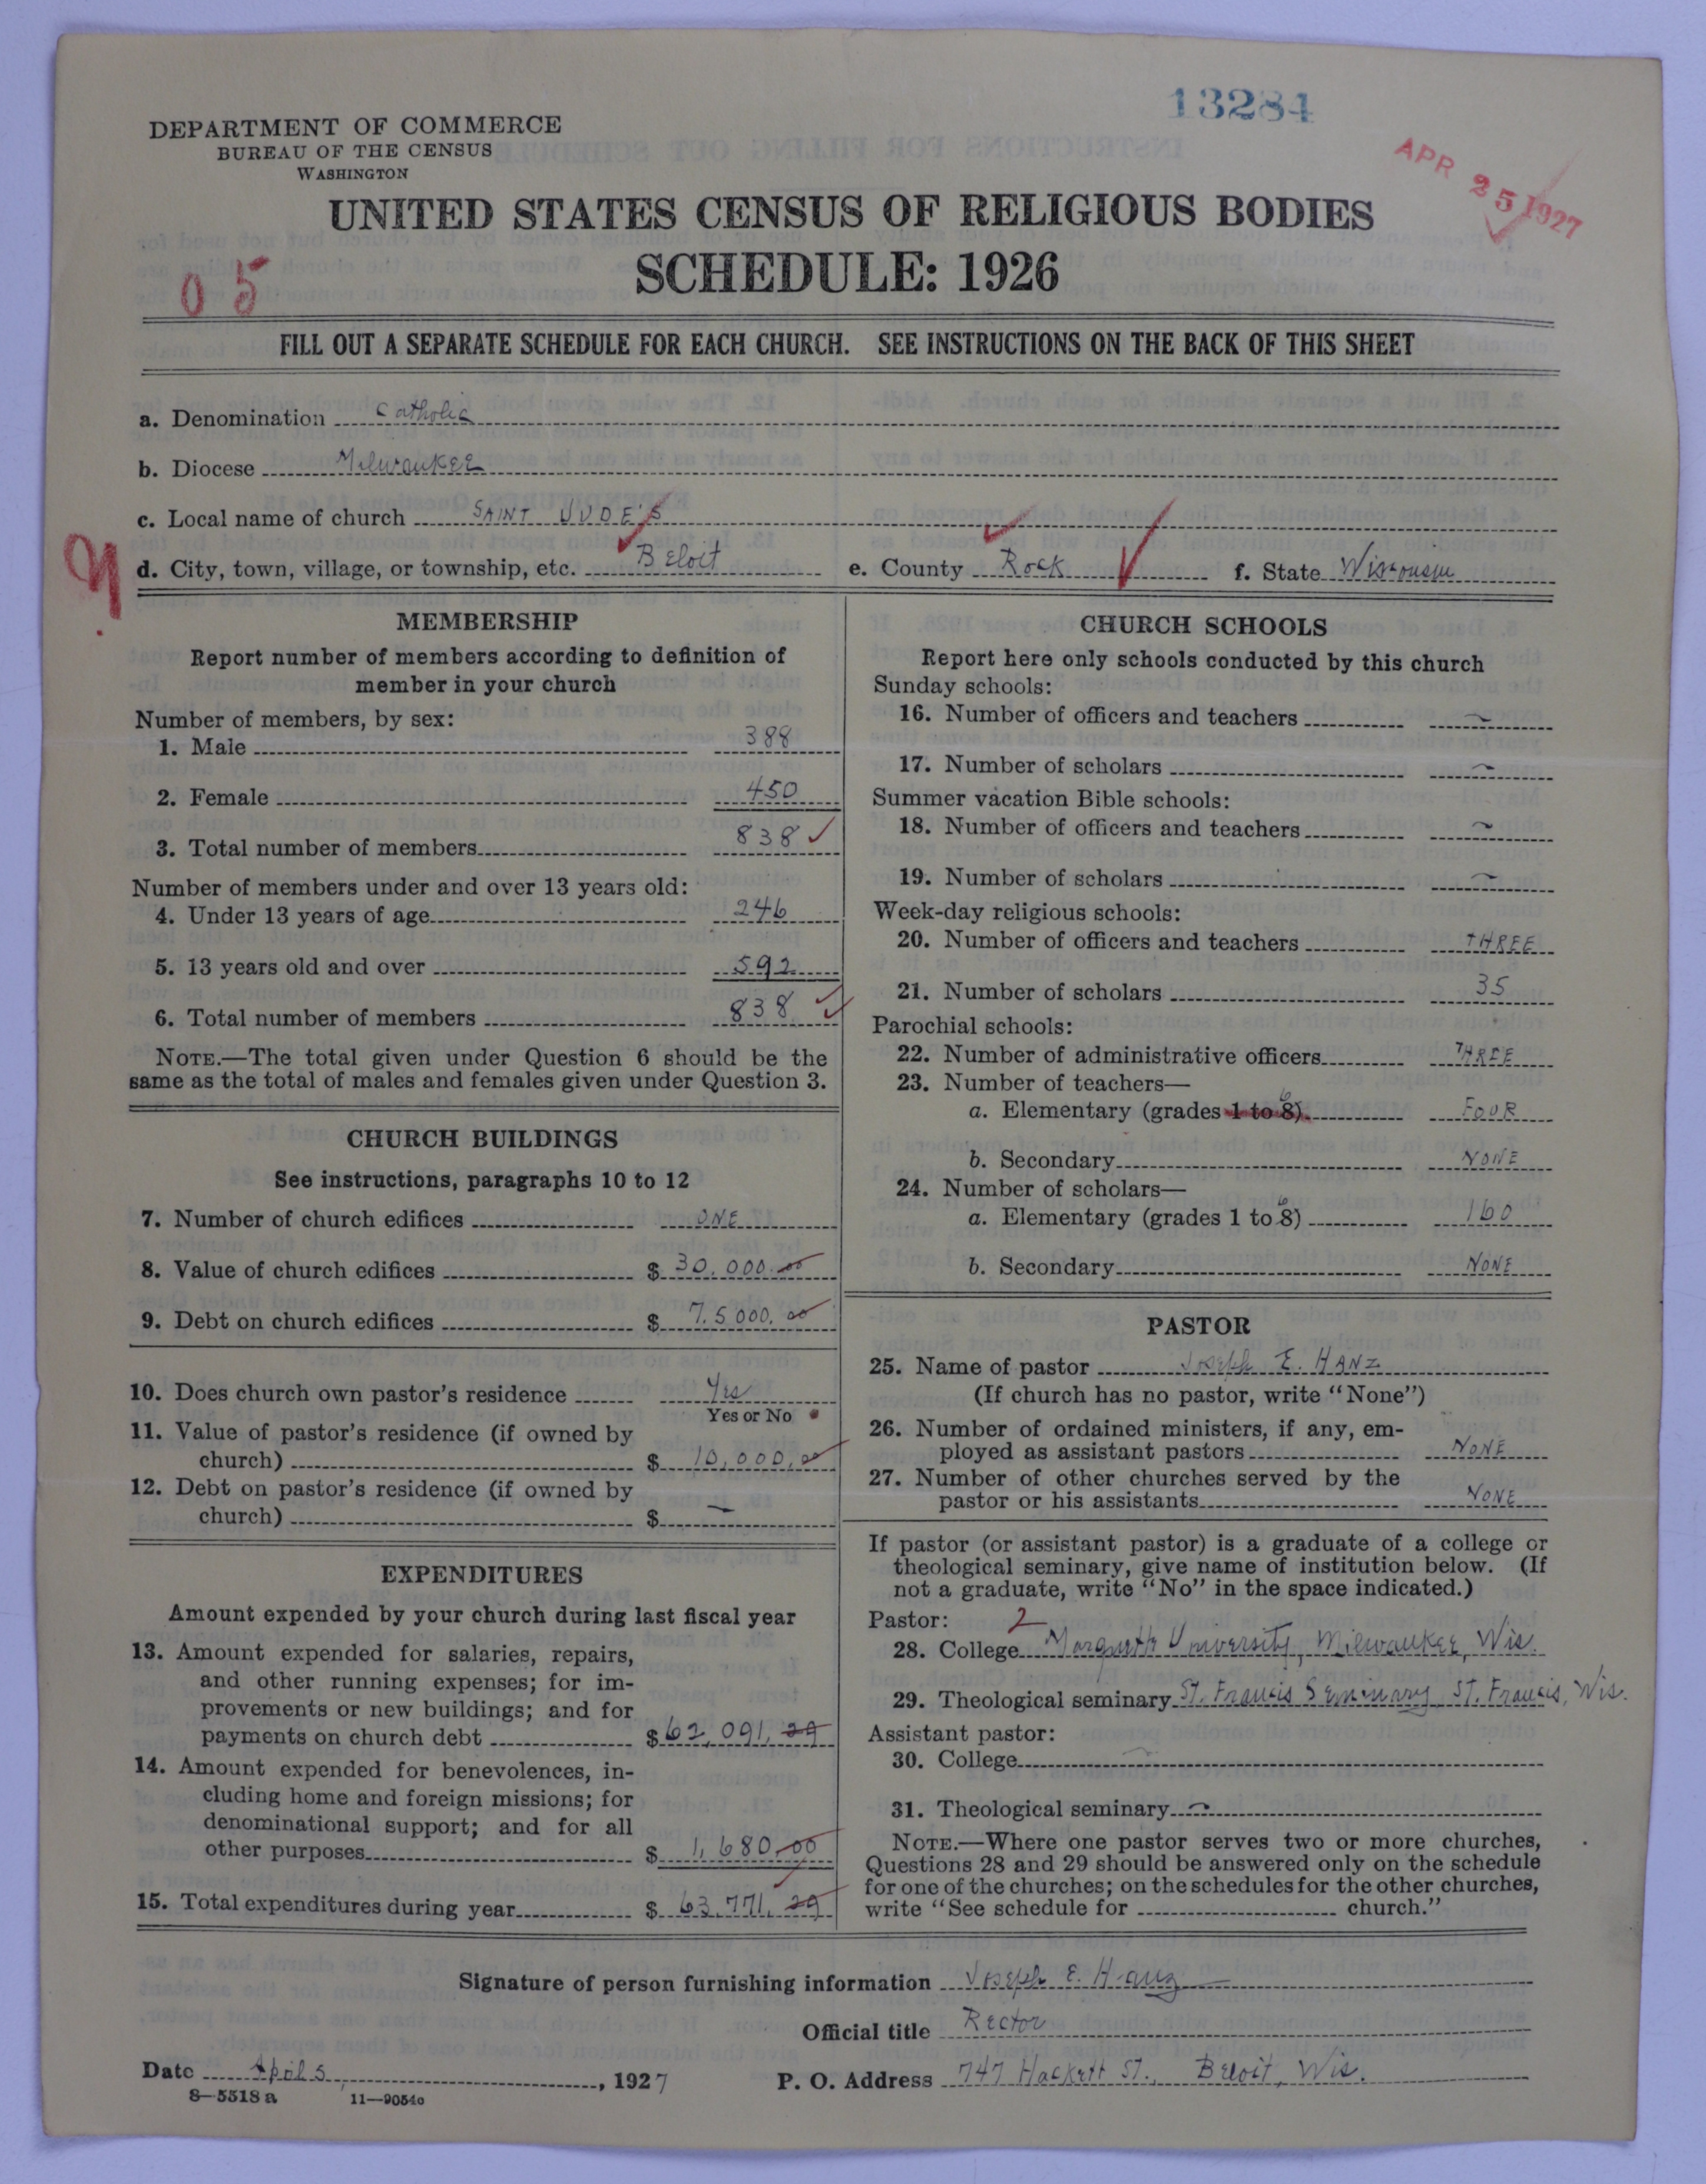 13284
APR 25 1927
DEPARTMENT OF COMMERCE
BUREAU OF THE CENSUS
WASHINGTON
UNITED STATES CENSUS OF RELIGIOUS BODIES
SCHEDULE: 1926
05
FILL OUT A SEPARATE SCHEDULE FOR EACH CHURCH. SEE INSTRUCTIONS ON THE BACK OF THIS SHEET
a. Denomination Catholic
b. Diocese Milwaukee
c. Local name of church SAINT JUDE'S
d. City, town, village, or township, etc. Beloit e. County Rock f. State Wisconsin
MEMBERSHIP
Report number of members according to definition of
member in your church
Number of members, by sex:
1. Male 388
2. Female 450
3. Total number of members 838
Number of members under and over 13 years old:
4. Under 13 years of age 246
5. 13 years old and over 592
6. Total number of members 838
NOTE.—The total given under Question 6 should be the
same as the total of males and females given under Question 3.
CHURCH BUILDINGS
See instructions, paragraphs 10 to 12
7. Number of church edifices ONE
8. Value of church edifices $ 30,000.00
9. Debt on church edifices $ 7.5000.00
10. Does church own pastor's residence Yes
Yes or No
11. Value of pastor's residence (if owned by
church) $ 10,000.00
12. Debt on pastor's residence (if owned by
church) $ —
EXPENDITURES
Amount expended by your church during last fiscal year
13. Amount expended for salaries, repairs,
and other running expenses; for im-
provements or new buildings; and for
payments on church debt $ 62,091.29
14. Amount expended for benevolences, in-
cluding home and foreign missions; for
denominational support; and for all
other purposes $ 1,680.00
15. Total expenditures during year $ 63,771.29
CHURCH SCHOOLS
Report here only schools conducted by this church
Sunday schools:
16. Number of officers and teachers ~
17. Number of scholars ~
Summer vacation Bible schools:
18. Number of officers and teachers ~
19. Number of scholars ~
Week-day religious schools:
20. Number of officers and teachers THREE
21. Number of scholars 35
Parochial schools:
22. Number of administrative officers THREE
23. Number of teachers—
a. Elementary (grades 1 to 8) 6 FOUR
b. Secondary NONE
24. Number of scholars—
a. Elementary (grades 1 to 8) 6 160
b. Secondary NONE
PASTOR
25. Name of pastor Joseph E. HANZ
(If church has no pastor, write "None")
26. Number of ordained ministers, if any, em-
ployed as assistant pastors NONE
27. Number of other churches served by the
pastor or his assistants NONE
If pastor (or assistant pastor) is a graduate of a college or
theological seminary, give name of institution below. (If
not a graduate, write "No" in the space indicated.)
Pastor: 2
28. College Marquette University, Milwaukee, Wis.
29. Theological seminary St. Francis Seminary St. Francis, Wis.
Assistant pastor:
30. College ~
31. Theological seminary ~
NOTE.—Where one pastor serves two or more churches,
Questions 28 and 29 should be answered only on the schedule
for one of the churches; on the schedules for the other churches,
write "See schedule for church."
Signature of person furnishing information Joseph E. Hanz
Official title Rector
Date April 5, 1927 P. O. Address 747 Hackett St., Beloit, Wis.
8—5518 a 11—9054c